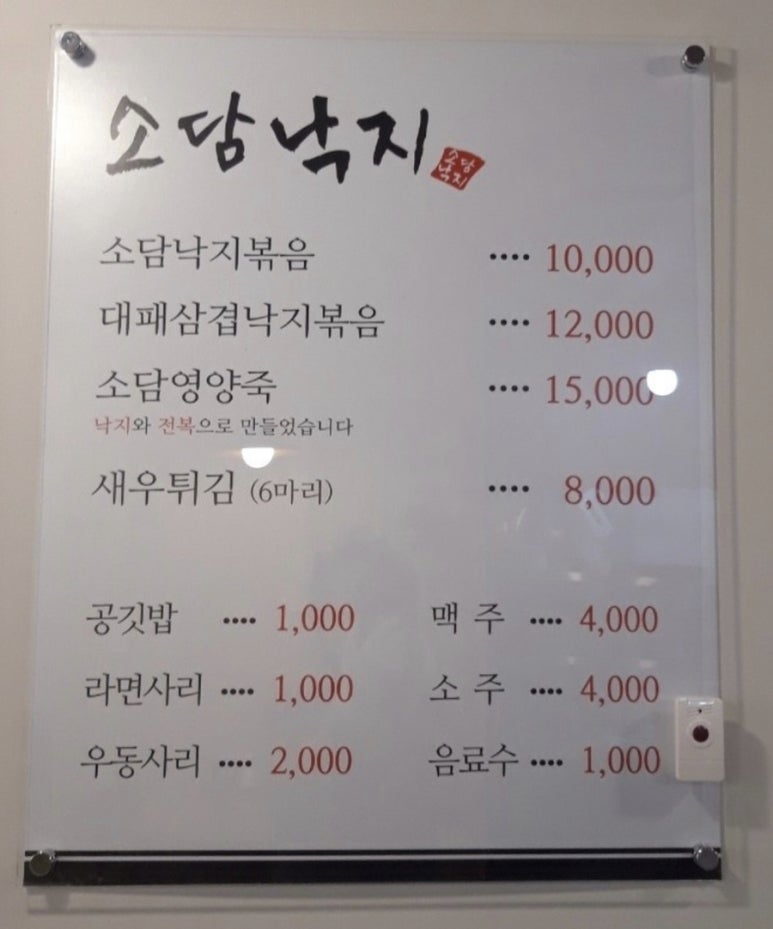 소담낙지
소담
낙지
소담낙지볶음 •••• 10,000
대패삼겹낙지볶음 •••• 12,000
소담영양죽 •••• 15,000
낙지와 전복으로 만들었습니다
새우튀김 (6마리) •••• 8,000
공깃밥 •••• 1,000 맥 주 •••• 4,000
라면사리 •••• 1,000 소 주 •••• 4,000
우동사리 •••• 2,000 음료수 •••• 1,000